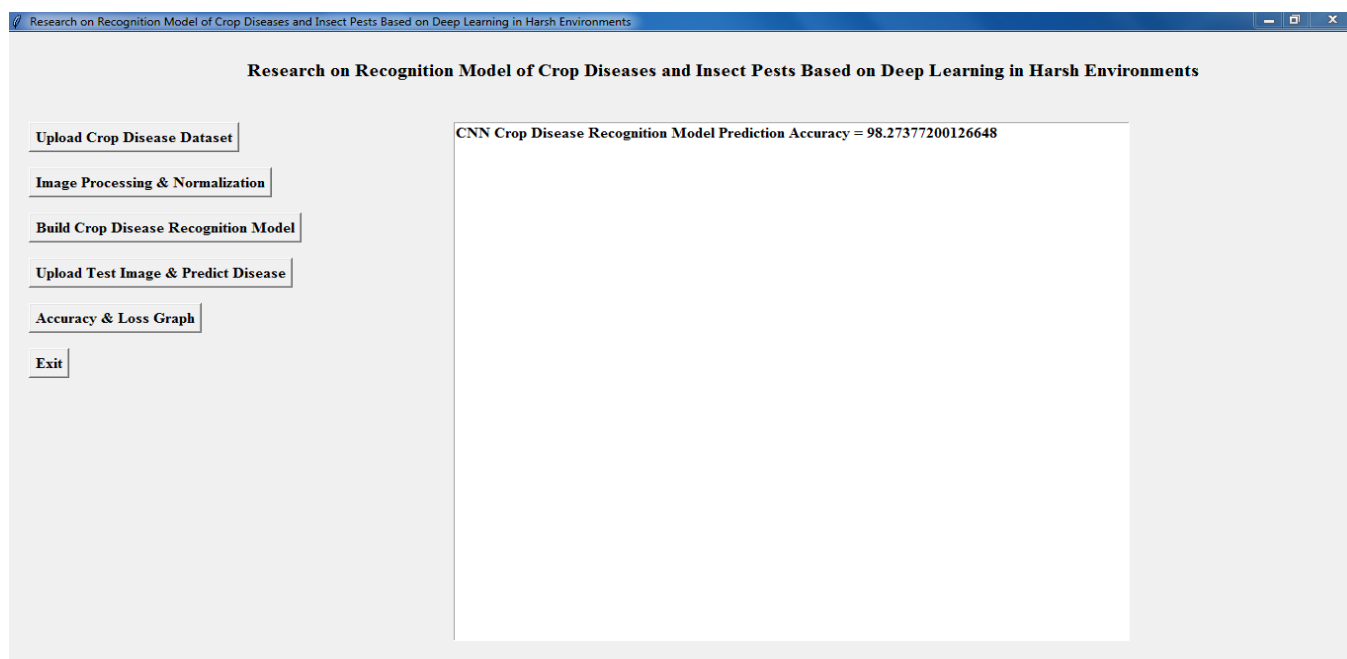 Research on Recognition Model of Crop Diseases and Insect Pests Based on Deep Learning in Harsh Environments
Research on Recognition Model of Crop Diseases and Insect Pests Based on Deep Learning in Harsh Environments
Upload Crop Disease Dataset
CNN Crop Disease Recognition Model Prediction Accuracy = 98.27377200126648
Image Processing & Normalization
Build Crop Disease Recognition Model
Upload Test Image & Predict Disease
Accuracy & Loss Graph
Exit